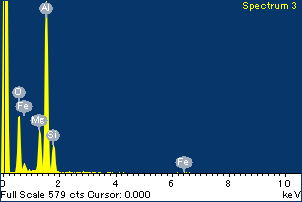 Spectrum 3
Al
O
Fe
Mg
Si
Fe
0 2 4 6 8 10
Full Scale 579 cts Cursor: 0.000 keV